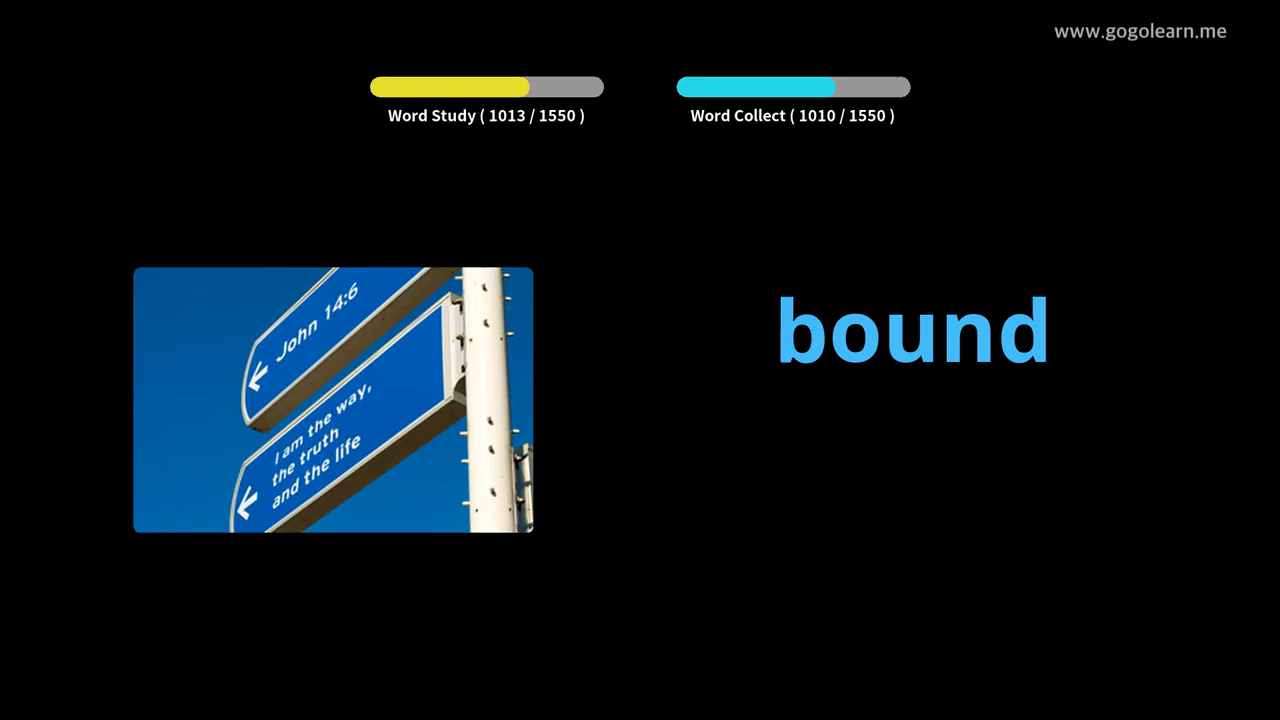 www.gogolearn.me
Word Study ( 1013 / 1550 )
Word Collect ( 1010 / 1550 )
John 14:6
I am the way,
the truth
and the life
bound